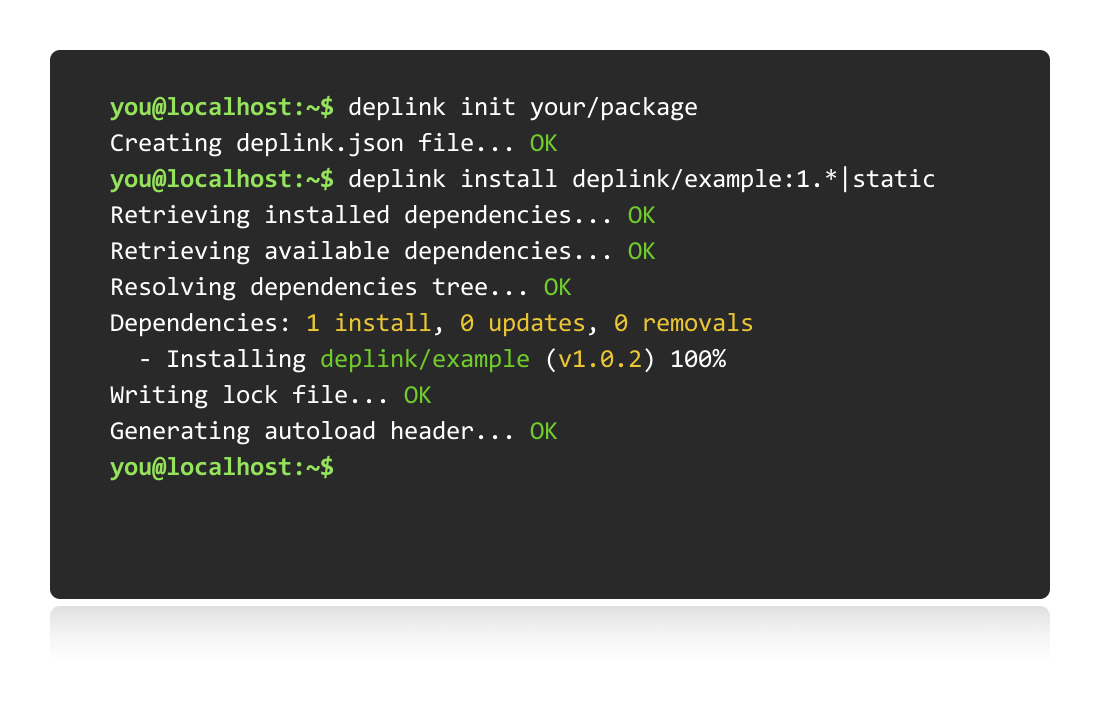 you@localhost:~$ deplink init your/package
Creating deplink.json file... OK
you@localhost:~$ deplink install deplink/example:1.*|static
Retrieving installed dependencies... OK
Retrieving available dependencies... OK
Resolving dependencies tree... OK
Dependencies: 1 install, 0 updates, 0 removals
  - Installing deplink/example (v1.0.2) 100%
Writing lock file... OK
Generating autoload header... OK
you@localhost:~$